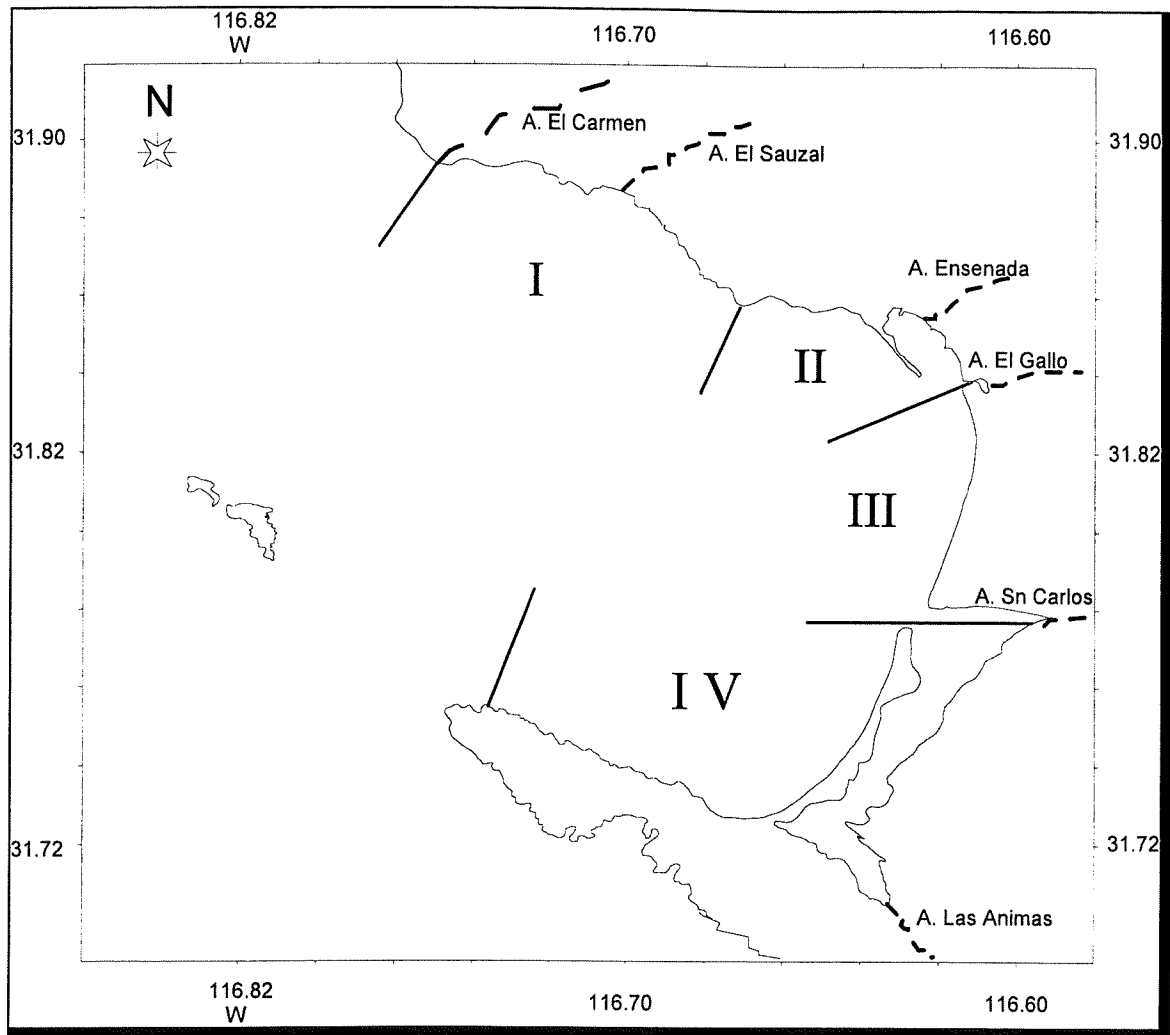 116.82
W
116.70
116.60
N
31.90
A. El Carmen
A. El Sauzal
31.90
I
A. Ensenada
II
A. El Gallo
31.82
31.82
III
A. Sn Carlos
I V
31.72
31.72
A. Las Animas
116.82
W
116.70
116.60